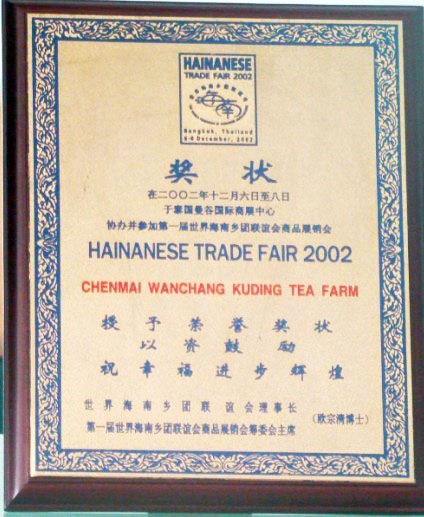 HAINANESE
TRADE FAIR 2002
海南
Bangkok, Thailand
6-8 December, 2002
奖 状
在二〇〇二年十二月六日至八日
于泰国曼谷国际商展中心
协办并参加第一届世界海南乡团联谊会商品展销会
HAINANESE TRADE FAIR 2002
CHENMAI WANCHANG KUDING TEA FARM
授予荣誉奖状
以资鼓励
祝幸福进步辉煌
世界海南乡团联谊会理事长
第一届世界海南乡团联谊会商品展销会筹委会主席
(欧宗清博士)